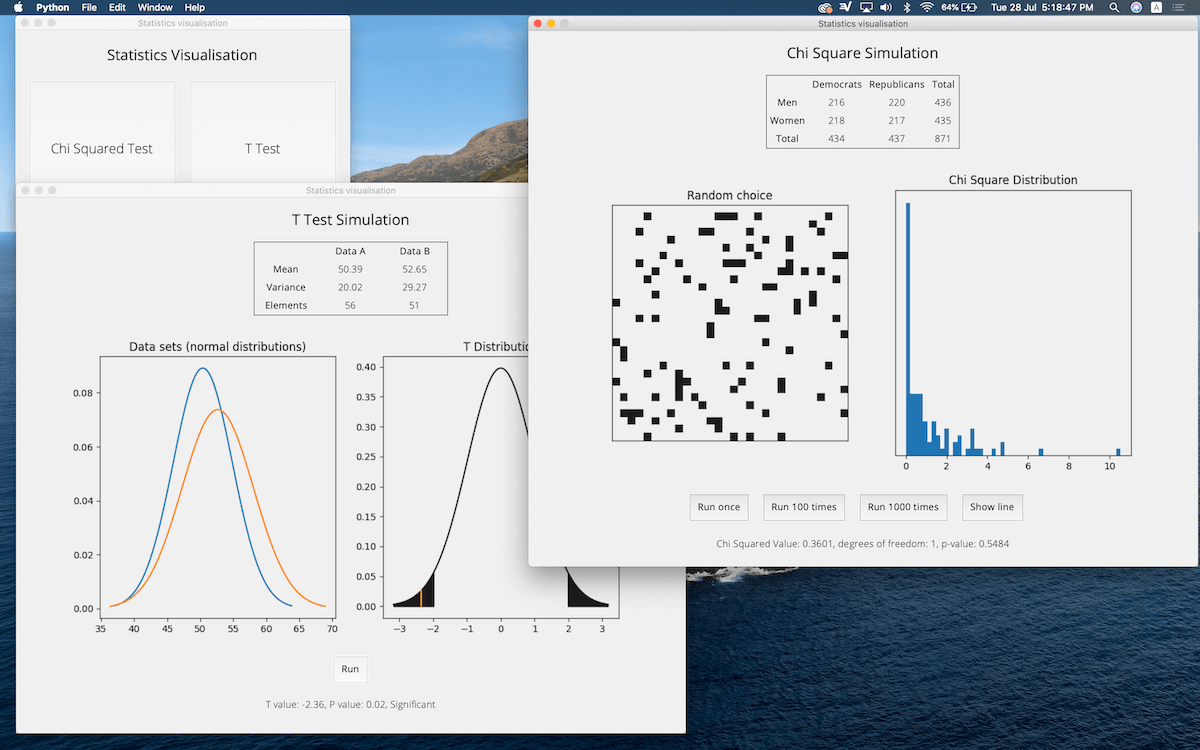 Python File Edit Window Help
64% Tue 28 Jul 5:18:47 PM A
Statistics visualisation
Statistics Visualisation
Chi Squared Test T Test
Statistics visualisation
T Test Simulation
Data A Data B
Mean 50.39 52.65
Variance 20.02 29.27
Elements 56 51
Data sets (normal distributions)
0.08
0.06
0.04
0.02
0.00
35 40 45 50 55 60 65 70
T Distributio
0.40
0.35
0.30
0.25
0.20
0.15
0.10
0.05
0.00
−3 −2 −1 0 1 2 3
Run
T value: -2.36, P value: 0.02, Significant
Statistics visualisation
Chi Square Simulation
Democrats Republicans Total
Men 216 220 436
Women 218 217 435
Total 434 437 871
Random choice
Chi Square Distribution
0 2 4 6 8 10
Run once Run 100 times Run 1000 times Show line
Chi Squared Value: 0.3601, degrees of freedom: 1, p-value: 0.5484